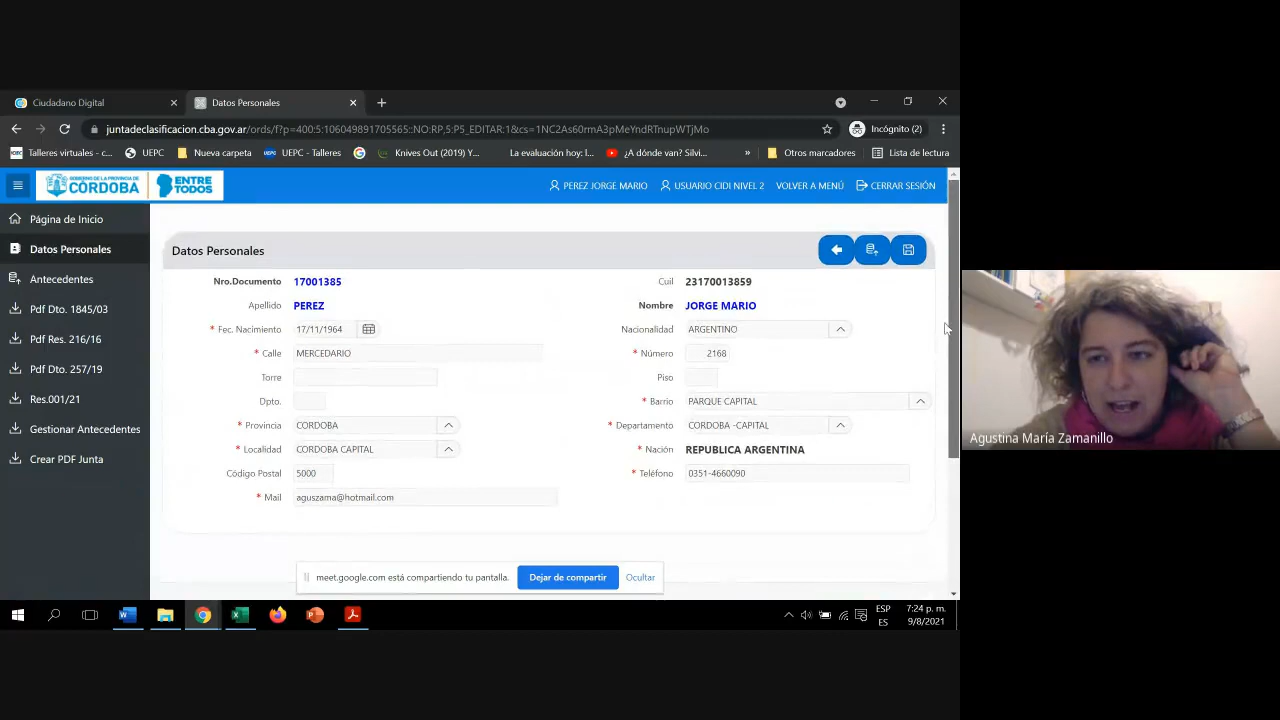 Ciudadano Digital
Datos Personales
juntadeclasificacion.cba.gov.ar/ords/f?p=400:5:106049891705565::NO:RP,5:P5_EDITAR:1&cs=1NC2As60rmA3pMeYndRTnupWTjMo
Incógnito (2)
Talleres virtuales - c... UEPC Nueva carpeta UEPC - Talleres Knives Out (2019) Y... La evaluación hoy: l... ¿A dónde van? Silvi... » Otros marcadores Lista de lectura
GOBIERNO DE LA PROVINCIA DE
CÓRDOBA
ENTRE
TODOS
PEREZ JORGE MARIO USUARIO CIDI NIVEL 2 VOLVER A MENÚ CERRAR SESIÓN
Página de Inicio
Datos Personales
Antecedentes
Pdf Dto. 1845/03
Pdf Res. 216/16
Pdf Dto. 257/19
Res.001/21
Gestionar Antecedentes
Crear PDF Junta
Datos Personales
Nro.Documento 17001385 Cuil 23170013859
Apellido PEREZ Nombre JORGE MARIO
* Fec. Nacimiento 17/11/1964 Nacionalidad ARGENTINO
* Calle MERCEDARIO * Número 2168
Torre Piso
Dpto. * Barrio PARQUE CAPITAL
* Provincia CORDOBA * Departamento CORDOBA -CAPITAL
* Localidad CORDOBA CAPITAL * Nación REPUBLICA ARGENTINA
Código Postal 5000 * Teléfono 0351-4660090
* Mail aguszama@hotmail.com
meet.google.com está compartiendo tu pantalla. Dejar de compartir Ocultar
ESP 7:24 p. m.
ES 9/8/2021
Agustina María Zamanillo